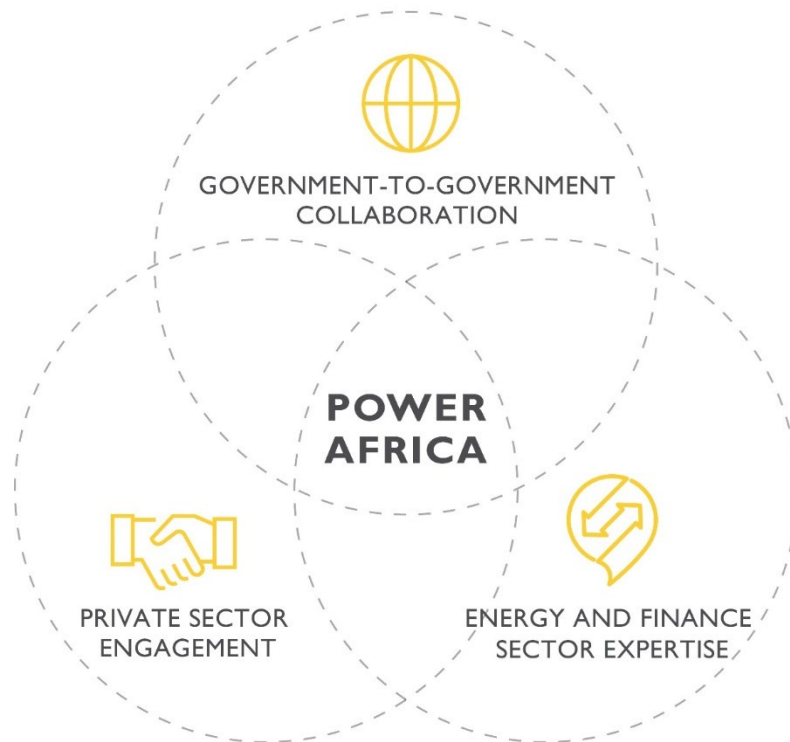 GOVERNMENT-TO-GOVERNMENT
COLLABORATION
POWER
AFRICA
PRIVATE SECTOR
ENGAGEMENT
ENERGY AND FINANCE
SECTOR EXPERTISE